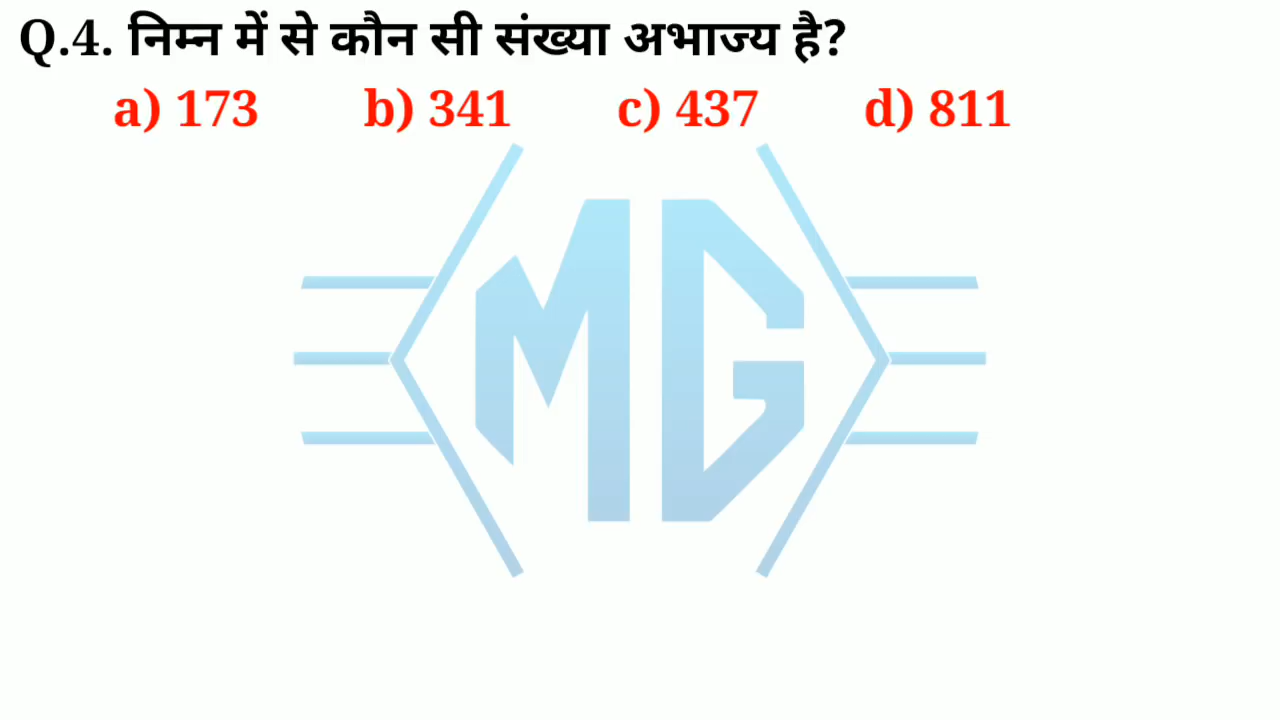 Q.4. निम्न में से कौन सी संख्या अभाज्य है?
a) 173 b) 341 c) 437 d) 811
MG